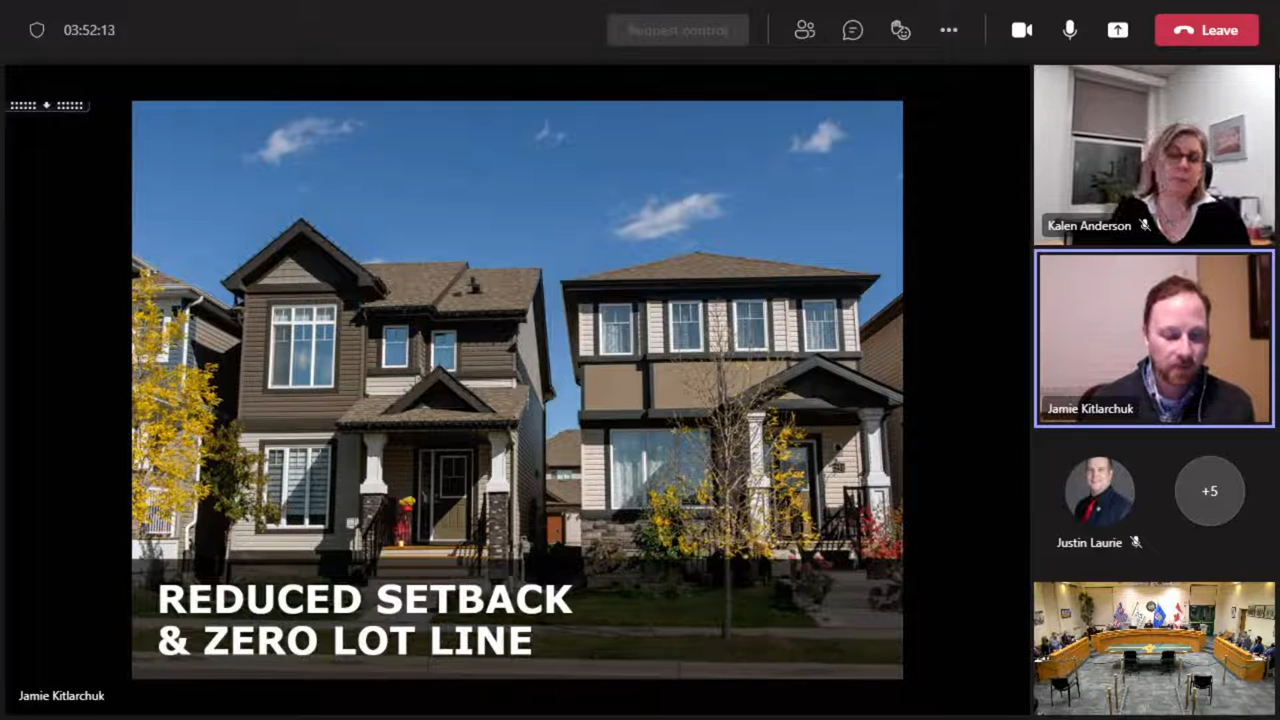 03:52:13
Request control
Leave
REDUCED SETBACK
& ZERO LOT LINE
Jamie Kitlarchuk
Kalen Anderson
Jamie Kitlarchuk
+5
Justin Laurie